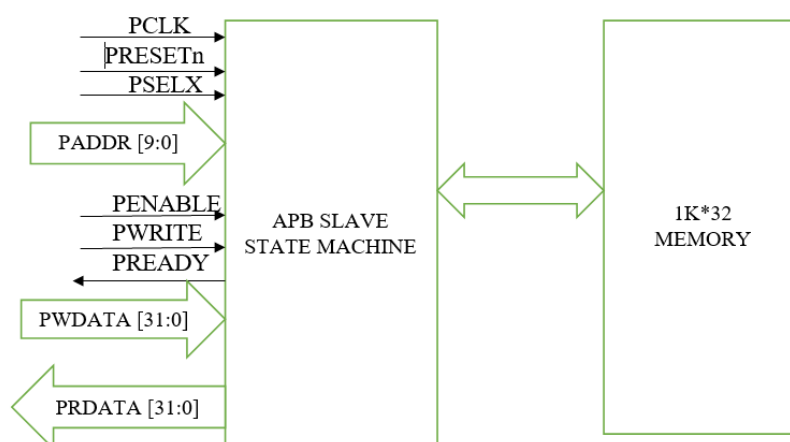 PCLK
PRESETn
PSELX
PADDR [9:0]
PENABLE
PWRITE
PREADY
PWDATA [31:0]
PRDATA [31:0]
APB SLAVE
STATE MACHINE
1K*32
MEMORY